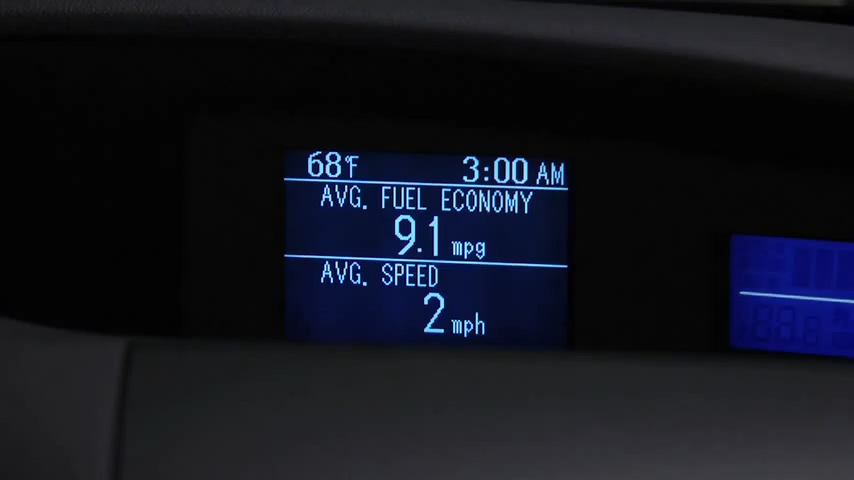 68°F 3:00 AM
AVG. FUEL ECONOMY
9.1 mpg
AVG. SPEED
2 mph